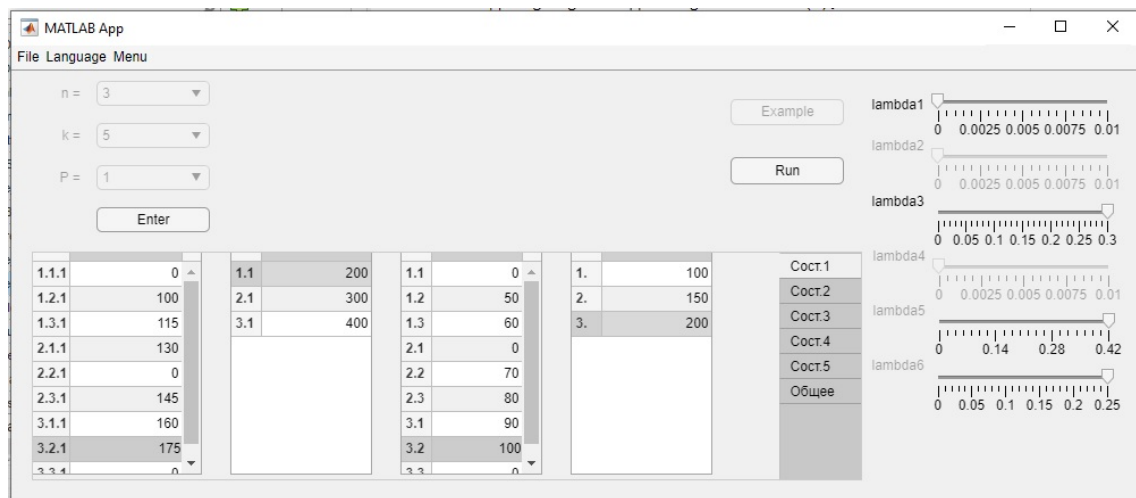 MATLAB App
File Language Menu
n = 3
k = 5
P = 1
Enter
Example
Run
lambda1
0 0.0025 0.005 0.0075 0.01
lambda2
0 0.0025 0.005 0.0075 0.01
lambda3
0 0.05 0.1 0.15 0.2 0.25 0.3
lambda4
0 0.0025 0.005 0.0075 0.01
lambda5
0 0.14 0.28 0.42
lambda6
0 0.05 0.1 0.15 0.2 0.25
1.1.1 0
1.2.1 100
1.3.1 115
2.1.1 130
2.2.1 0
2.3.1 145
3.1.1 160
3.2.1 175
3.3.1 0
1.1 200
2.1 300
3.1 400
1.1 0
1.2 50
1.3 60
2.1 0
2.2 70
2.3 80
3.1 90
3.2 100
3.3 0
1. 100
2. 150
3. 200
Сост.1
Сост.2
Сост.3
Сост.4
Сост.5
Общее